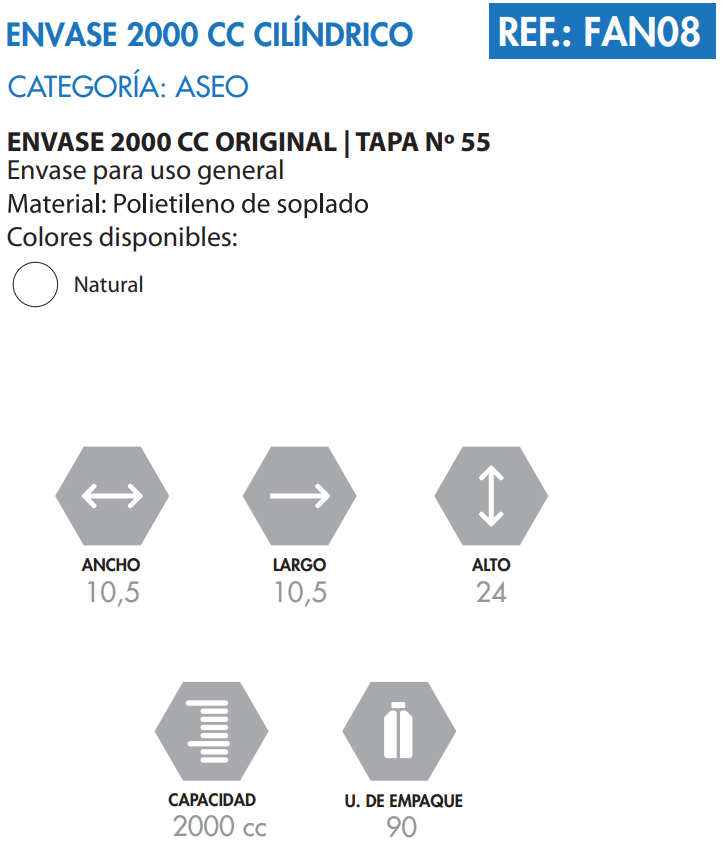 ENVASE 2000 CC CILÍNDRICO
REF.: FAN08
CATEGORÍA: ASEO
ENVASE 2000 CC ORIGINAL | TAPA Nº 55
Envase para uso general
Material: Polietileno de soplado
Colores disponibles:
Natural
ANCHO
10,5
LARGO
10,5
ALTO
24
CAPACIDAD
2000 cc
U. DE EMPAQUE
90